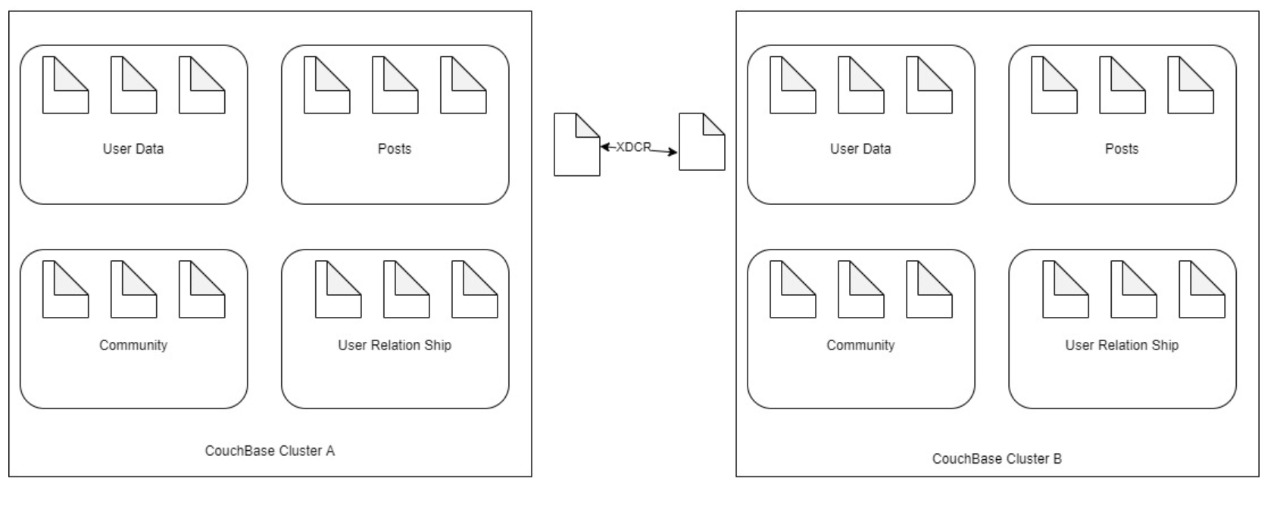 User Data
Posts
Community
User Relation Ship
CouchBase Cluster A
XDCR
User Data
Posts
Community
User Relation Ship
CouchBase Cluster B